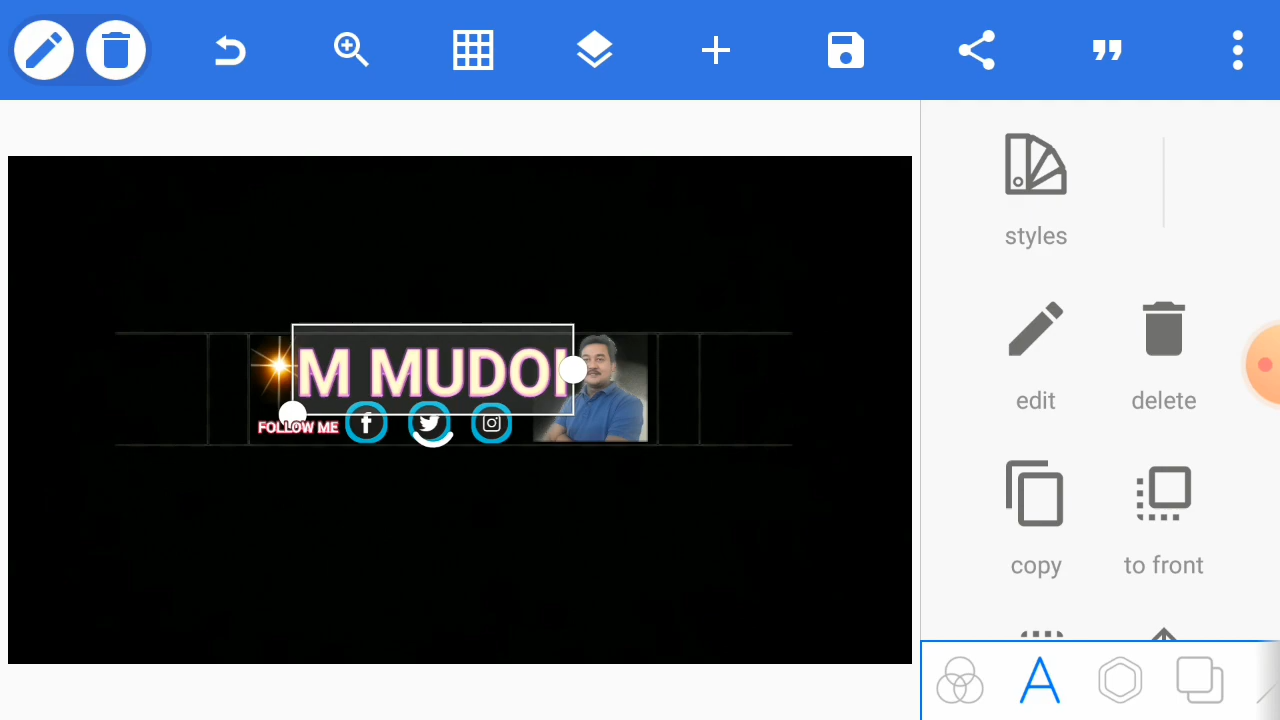 styles
M MUDOI
FOLLOW ME
edit
delete
copy
to front